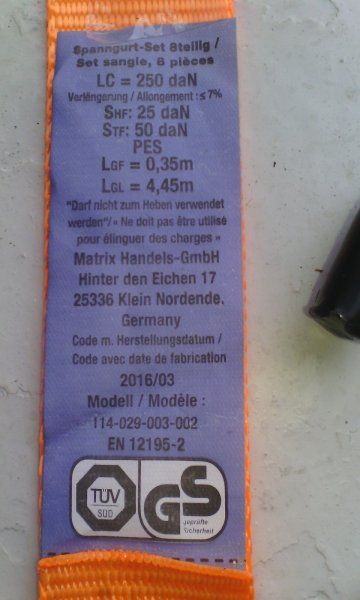 Spanngurt-Set 8teilig /
Set sangle, 8 pièces
LC = 250 daN
Verlängerung / Allongement : ≤ 7%
SHF: 25 daN
STF: 50 daN
PES
LGF = 0,35m
LGL = 4,45m
"Darf nicht zum Heben verwendet
werden"/« Ne doit pas être utilisé
pour élinguer des charges »
Matrix Handels-GmbH
Hinter den Eichen 17
25336 Klein Nordende,
Germany
Code m. Herstellungsdatum /
Code avec date de fabrication
2016/03
Modell / Modèle :
114-029-003-002
EN 12195-2
TÜV
SÜD
GS
geprüfte
Sicherheit